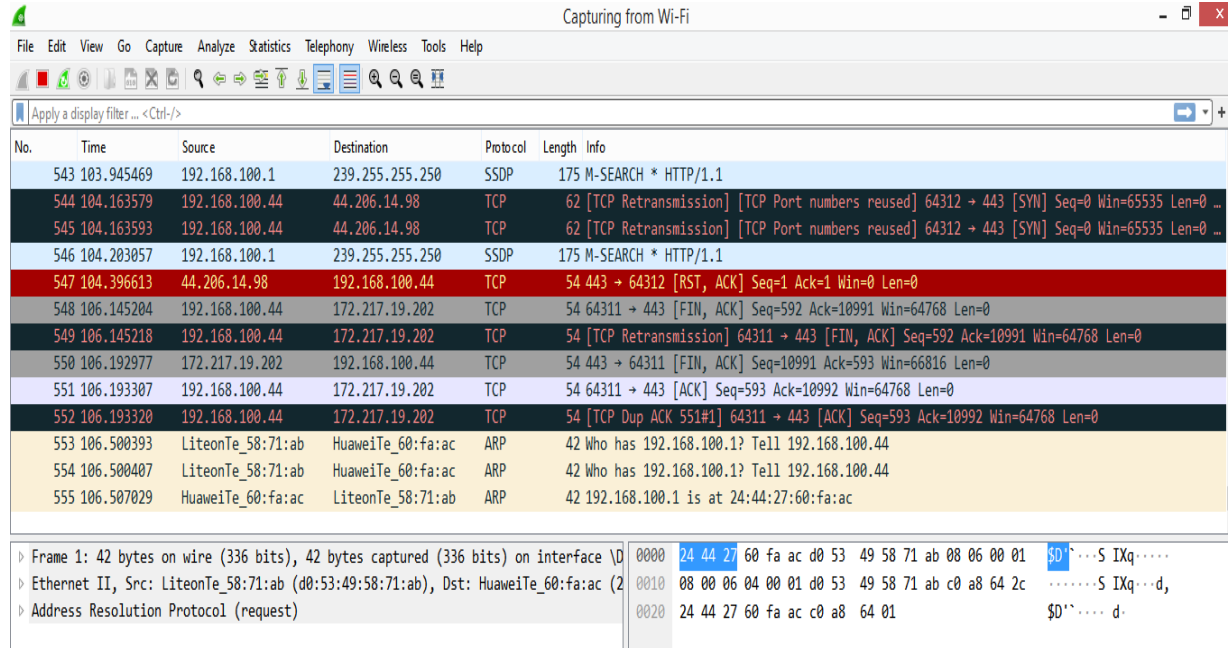 Capturing from Wi-Fi
File Edit View Go Capture Analyze Statistics Telephony Wireless Tools Help
Apply a display filter ... <Ctrl-/>
No. Time Source Destination Protocol Length Info
543 103.945469 192.168.100.1 239.255.255.250 SSDP 175 M-SEARCH * HTTP/1.1
544 104.163579 192.168.100.44 44.206.14.98 TCP 62 [TCP Retransmission] [TCP Port numbers reused] 64312 → 443 [SYN] Seq=0 Win=65535 Len=0 …
545 104.163593 192.168.100.44 44.206.14.98 TCP 62 [TCP Retransmission] [TCP Port numbers reused] 64312 → 443 [SYN] Seq=0 Win=65535 Len=0 …
546 104.203057 192.168.100.1 239.255.255.250 SSDP 175 M-SEARCH * HTTP/1.1
547 104.396613 44.206.14.98 192.168.100.44 TCP 54 443 → 64312 [RST, ACK] Seq=1 Ack=1 Win=0 Len=0
548 106.145204 192.168.100.44 172.217.19.202 TCP 54 64311 → 443 [FIN, ACK] Seq=592 Ack=10991 Win=64768 Len=0
549 106.145218 192.168.100.44 172.217.19.202 TCP 54 [TCP Retransmission] 64311 → 443 [FIN, ACK] Seq=592 Ack=10991 Win=64768 Len=0
550 106.192977 172.217.19.202 192.168.100.44 TCP 54 443 → 64311 [FIN, ACK] Seq=10991 Ack=593 Win=66816 Len=0
551 106.193307 192.168.100.44 172.217.19.202 TCP 54 64311 → 443 [ACK] Seq=593 Ack=10992 Win=64768 Len=0
552 106.193320 192.168.100.44 172.217.19.202 TCP 54 [TCP Dup ACK 551#1] 64311 → 443 [ACK] Seq=593 Ack=10992 Win=64768 Len=0
553 106.500393 LiteonTe_58:71:ab HuaweiTe_60:fa:ac ARP 42 Who has 192.168.100.1? Tell 192.168.100.44
554 106.500407 LiteonTe_58:71:ab HuaweiTe_60:fa:ac ARP 42 Who has 192.168.100.1? Tell 192.168.100.44
555 106.507029 HuaweiTe_60:fa:ac LiteonTe_58:71:ab ARP 42 192.168.100.1 is at 24:44:27:60:fa:ac
Frame 1: 42 bytes on wire (336 bits), 42 bytes captured (336 bits) on interface \D
Ethernet II, Src: LiteonTe_58:71:ab (d0:53:49:58:71:ab), Dst: HuaweiTe_60:fa:ac (2
Address Resolution Protocol (request)
0000 24 44 27 60 fa ac d0 53 49 58 71 ab 08 06 00 01 $D'`···S IXq·····
0010 08 00 06 04 00 01 d0 53 49 58 71 ab c0 a8 64 2c ·······S IXq···d,
0020 24 44 27 60 fa ac c0 a8 64 01 $D'`···· d·